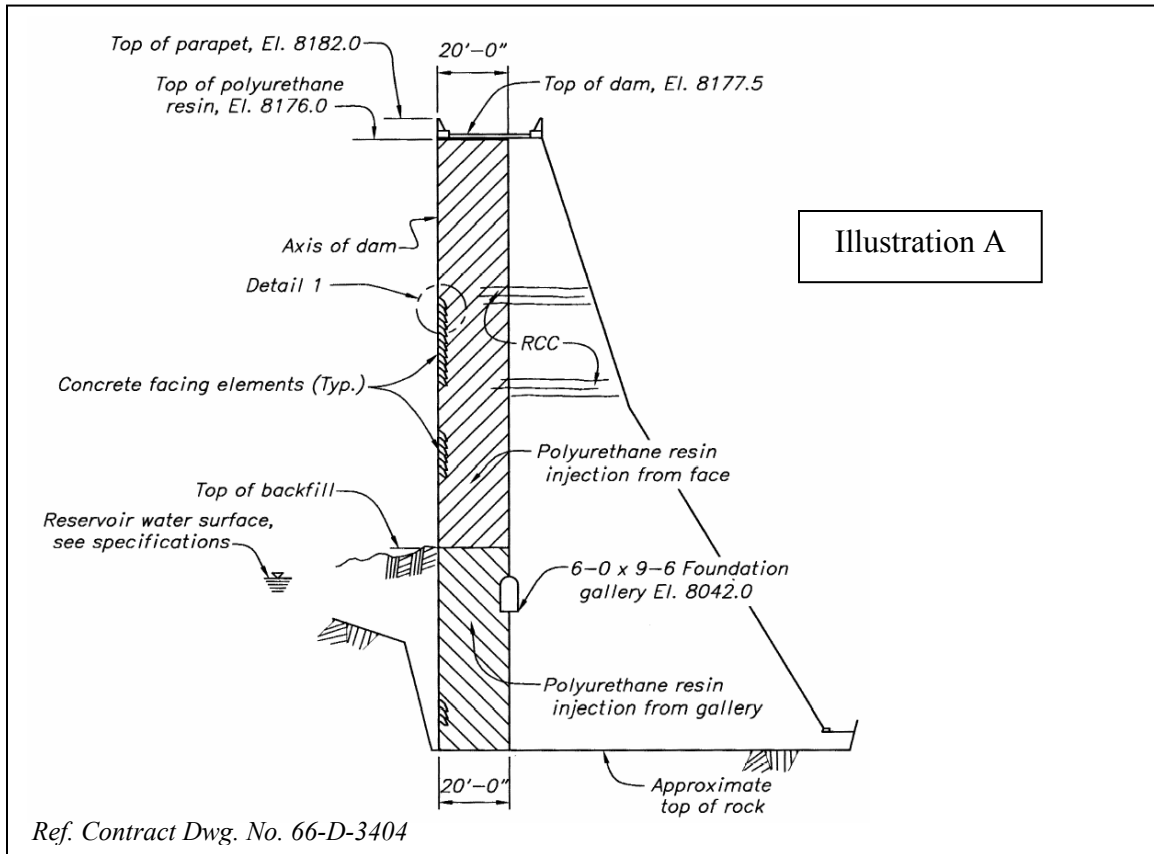 Top of parapet, El. 8182.0
20'-0"
Top of polyurethane
resin, El. 8176.0
Top of dam, El. 8177.5
Illustration A
Axis of dam
Detail 1
RCC
Concrete facing elements (Typ.)
Polyurethane resin
injection from face
Top of backfill
Reservoir water surface,
see specifications
6-0 x 9-6 Foundation
gallery El. 8042.0
Polyurethane resin
injection from gallery
20'-0"
Approximate
top of rock
Ref. Contract Dwg. No. 66-D-3404